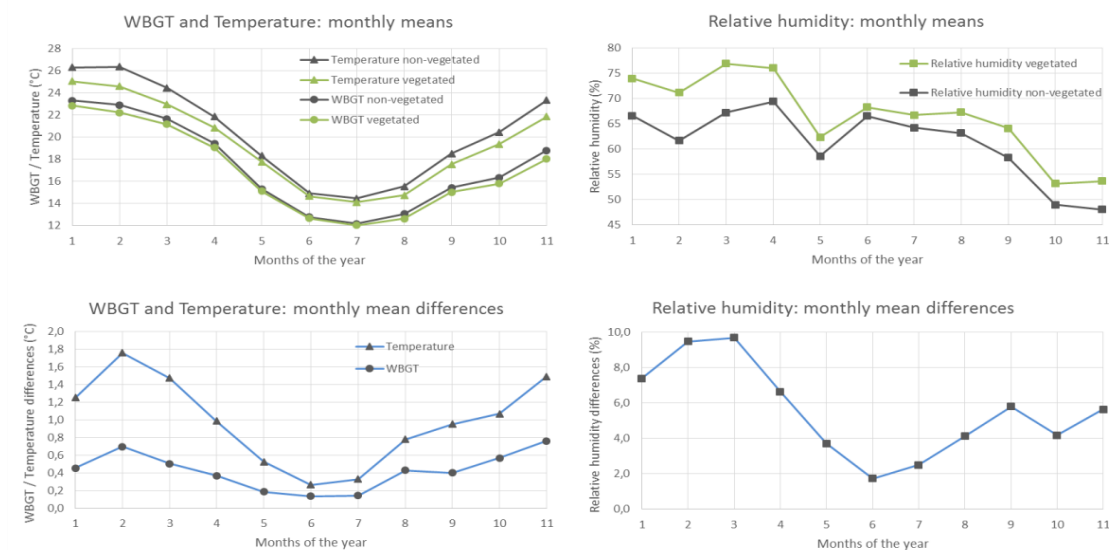 WBGT and Temperature: monthly means
WBGT / Temperature (°C)
28
26
24
22
20
18
16
14
12
Temperature non-vegetated
Temperature vegetated
WBGT non-vegetated
WBGT vegetated
1 2 3 4 5 6 7 8 9 10 11
Months of the year
Relative humidity: monthly means
Relative humidity (%)
80
75
70
65
60
55
50
45
Relative humidity vegetated
Relative humidity non-vegetated
1 2 3 4 5 6 7 8 9 10 11
Months of the year
WBGT and Temperature: monthly mean differences
WBGT / Temperature differences (°C)
2,0
1,8
1,6
1,4
1,2
1,0
0,8
0,6
0,4
0,2
0,0
Temperature
WBGT
1 2 3 4 5 6 7 8 9 10 11
Months of the year
Relative humidity: monthly mean differences
Relative humidity differences (%)
10,0
8,0
6,0
4,0
2,0
0,0
1 2 3 4 5 6 7 8 9 10 11
Months of the year